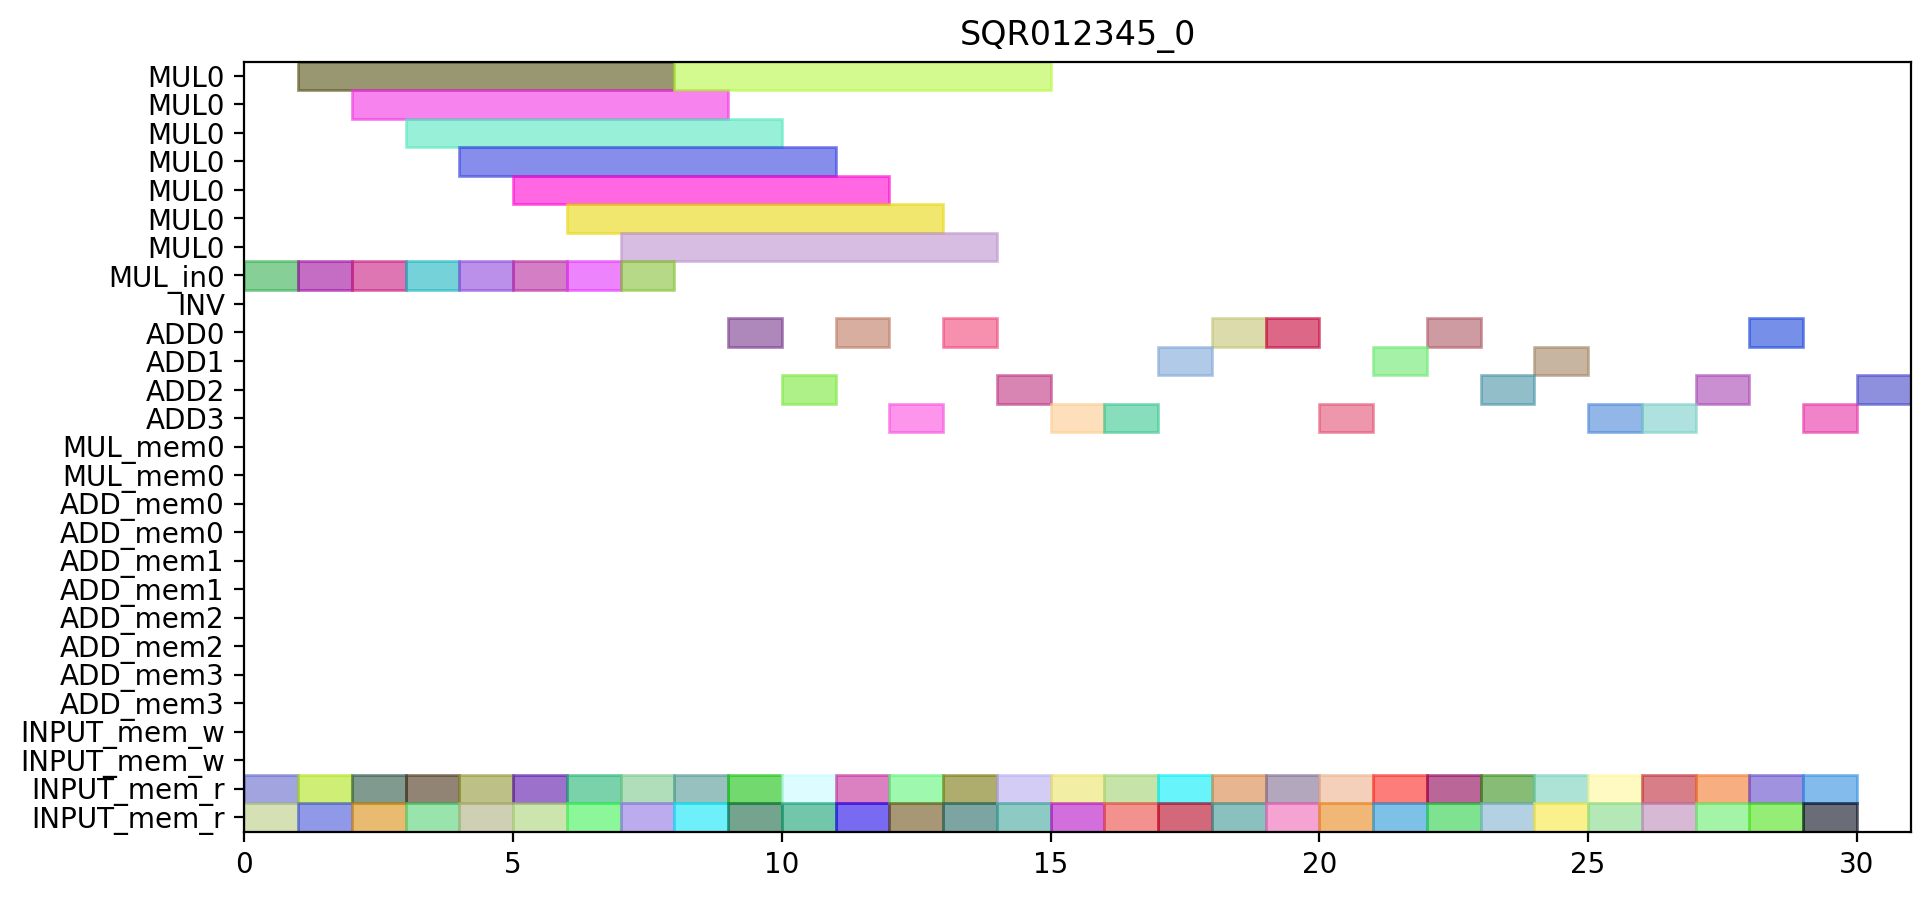 SQR012345_0
MUL0
MUL0
MUL0
MUL0
MUL0
MUL0
MUL0
MUL_in0
INV
ADD0
ADD1
ADD2
ADD3
MUL_mem0
MUL_mem0
ADD_mem0
ADD_mem0
ADD_mem1
ADD_mem1
ADD_mem2
ADD_mem2
ADD_mem3
ADD_mem3
INPUT_mem_w
INPUT_mem_w
INPUT_mem_r
INPUT_mem_r
0 5 10 15 20 25 30